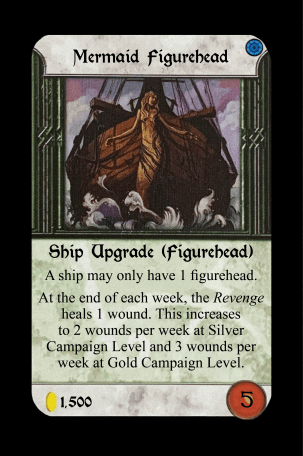 Mermaid Figurehead
Ship Upgrade (Figurehead)
A ship may only have 1 figurehead.
At the end of each week, the Revenge
heals 1 wound. This increases
to 2 wounds per week at Silver
Campaign Level and 3 wounds per
week at Gold Campaign Level.
1,500
5